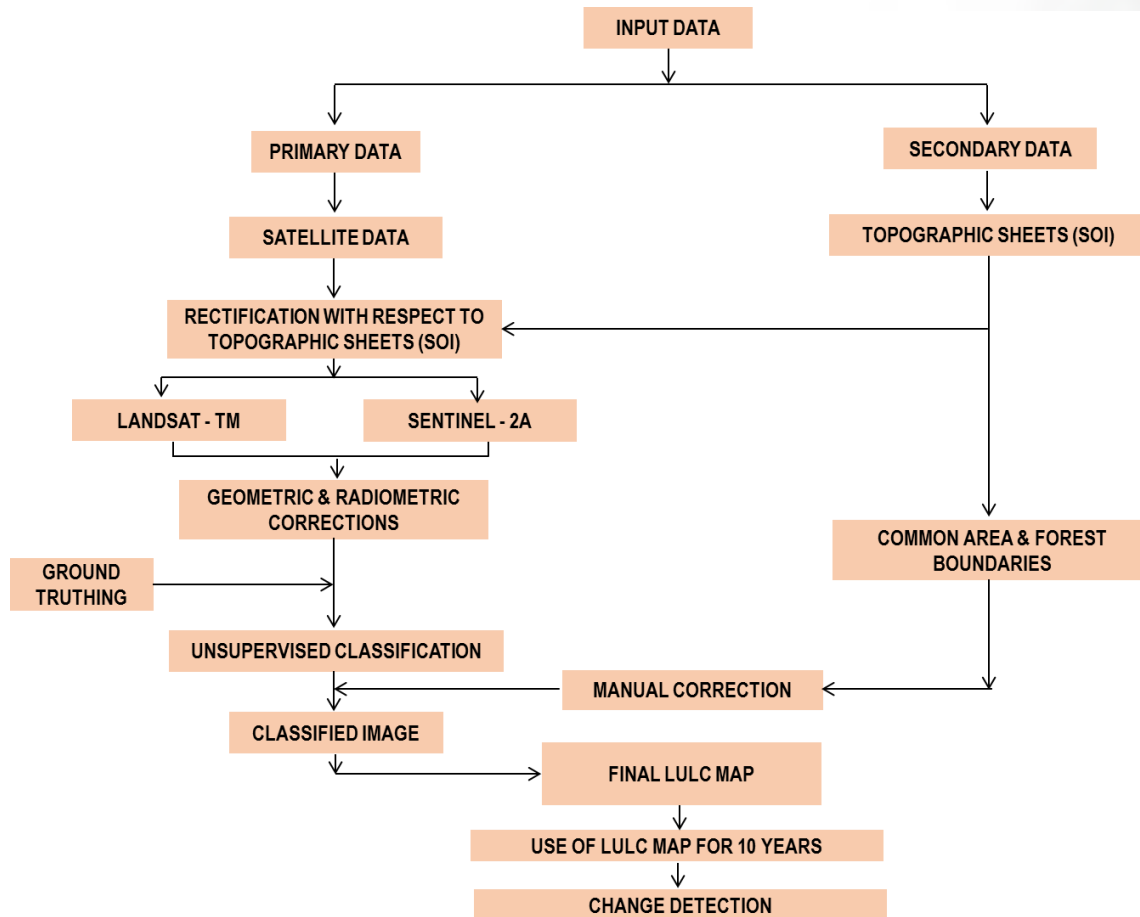 INPUT DATA
PRIMARY DATA
SECONDARY DATA
SATELLITE DATA
TOPOGRAPHIC SHEETS (SOI)
RECTIFICATION WITH RESPECT TO
TOPOGRAPHIC SHEETS (SOI)
LANDSAT - TM
SENTINEL - 2A
GEOMETRIC & RADIOMETRIC
CORRECTIONS
COMMON AREA & FOREST
BOUNDARIES
GROUND
TRUTHING
UNSUPERVISED CLASSIFICATION
MANUAL CORRECTION
CLASSIFIED IMAGE
FINAL LULC MAP
USE OF LULC MAP FOR 10 YEARS
CHANGE DETECTION